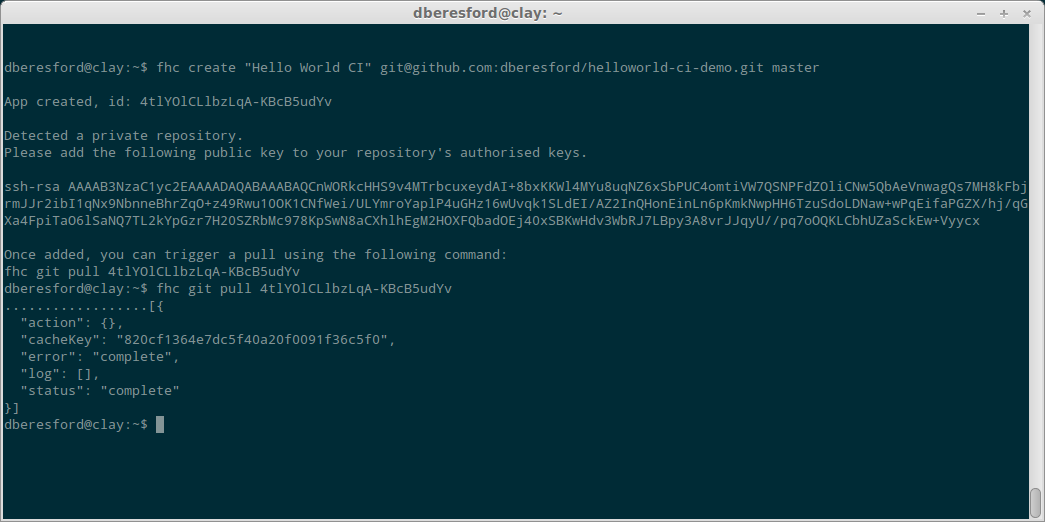 dberesford@clay: ~
dberesford@clay:~$ fhc create "Hello World CI" git@github.com:dberesford/helloworld-ci-demo.git master
App created, id: 4tlYOlCLlbzLqA-KBcB5udYv
Detected a private repository.
Please add the following public key to your repository's authorised keys.
ssh-rsa AAAAB3NzaC1yc2EAAAADAQABAAABAQCnWORkcHHS9v4MTrbcuxeydAI+8bxKKWl4MYu8uqNZ6xSbPUC4omtiVW7QSNPFdZOliCNw5QbAeVnwagQs7MH8kFbj
rmJJr2ibI1qNx9NbnneBhrZqO+z49Rwu1OOK1CNfWei/ULYmroYaplP4uGHz16wUvqk1SLdEI/AZ2InQHonEinLn6pKmkNwpHH6TzuSdoLDNaw+wPqEifaPGZX/hj/qG
Xa4FpiTaO6lSaNQ7TL2kYpGzr7H2OSZRbMc978KpSwN8aCXhlhEgM2HOXFQbadOEj40xSBKwHdv3WbRJ7LBpy3A8vrJJqyU//pq7oOQKLCbhUZaSckEw+Vyycx
Once added, you can trigger a pull using the following command:
fhc git pull 4tlYOlCLlbzLqA-KBcB5udYv
dberesford@clay:~$ fhc git pull 4tlYOlCLlbzLqA-KBcB5udYv
..................[{
  "action": {},
  "cacheKey": "820cf1364e7dc5f40a20f0091f36c5f0",
  "error": "complete",
  "log": [],
  "status": "complete"
}]
dberesford@clay:~$